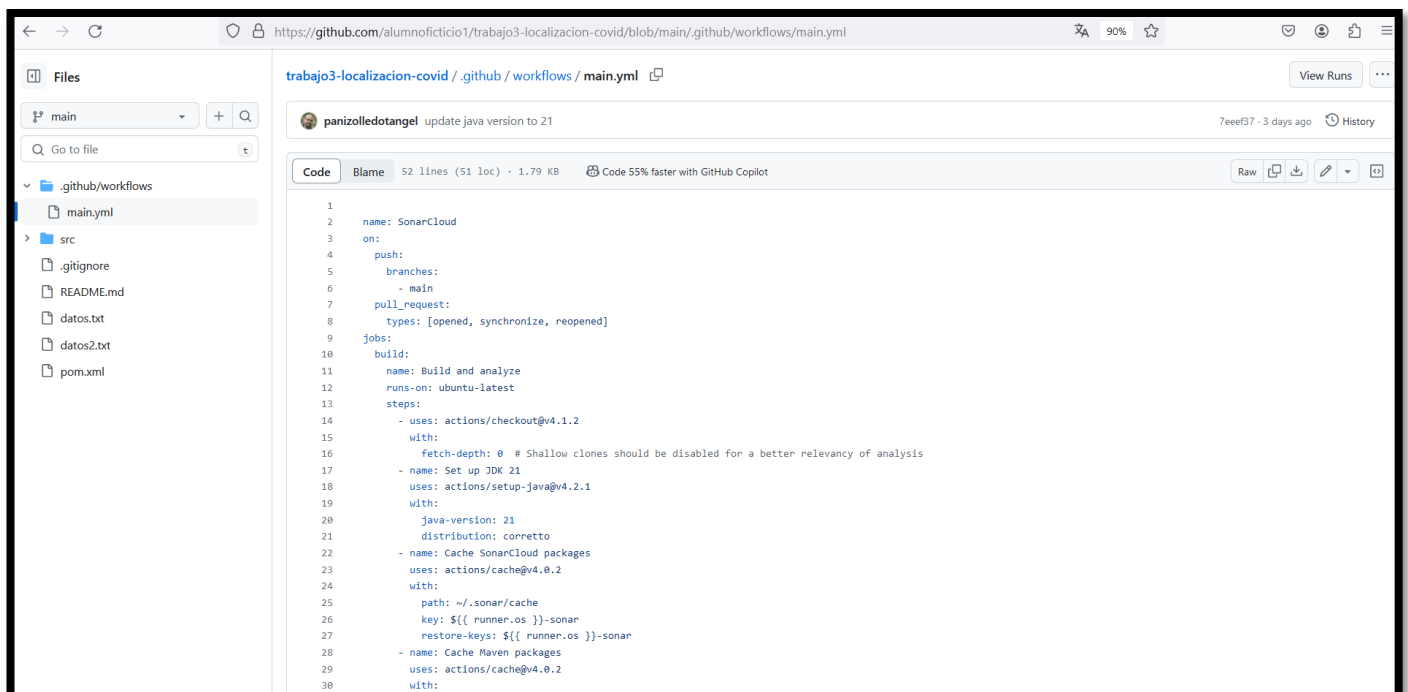 https://github.com/alumnoficticio1/trabajo3-localizacion-covid/blob/main/.github/workflows/main.yml
90%
Files
trabajo3-localizacion-covid / .github / workflows / main.yml
View Runs
main
panizolledotangel update java version to 21
7eeef37 · 3 days ago
History
Go to file
t
Code
Blame
52 lines (51 loc) · 1.79 KB
Code 55% faster with GitHub Copilot
Raw
.github/workflows
main.yml
src
.gitignore
README.md
datos.txt
datos2.txt
pom.xml
1
2 name: SonarCloud
3 on:
4 push:
5 branches:
6 - main
7 pull_request:
8 types: [opened, synchronize, reopened]
9 jobs:
10 build:
11 name: Build and analyze
12 runs-on: ubuntu-latest
13 steps:
14 - uses: actions/checkout@v4.1.2
15 with:
16 fetch-depth: 0 # Shallow clones should be disabled for a better relevancy of analysis
17 - name: Set up JDK 21
18 uses: actions/setup-java@v4.2.1
19 with:
20 java-version: 21
21 distribution: corretto
22 - name: Cache SonarCloud packages
23 uses: actions/cache@v4.0.2
24 with:
25 path: ~/.sonar/cache
26 key: ${{ runner.os }}-sonar
27 restore-keys: ${{ runner.os }}-sonar
28 - name: Cache Maven packages
29 uses: actions/cache@v4.0.2
30 with: